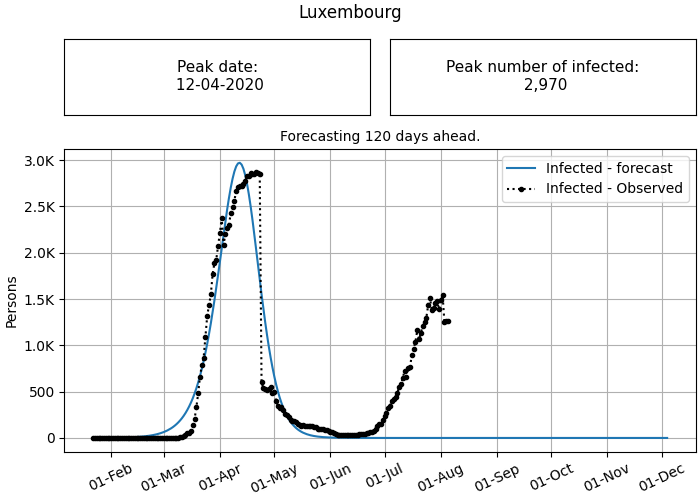 Luxembourg
Peak date:
12-04-2020
Peak number of infected:
2,970
Forecasting 120 days ahead.
3.0K
2.5K
2.0K
1.5K
1.0K
500
0
Persons
Infected - forecast
Infected - Observed
01-Feb
01-Mar
01-Apr
01-May
01-Jun
01-Jul
01-Aug
01-Sep
01-Oct
01-Nov
01-Dec